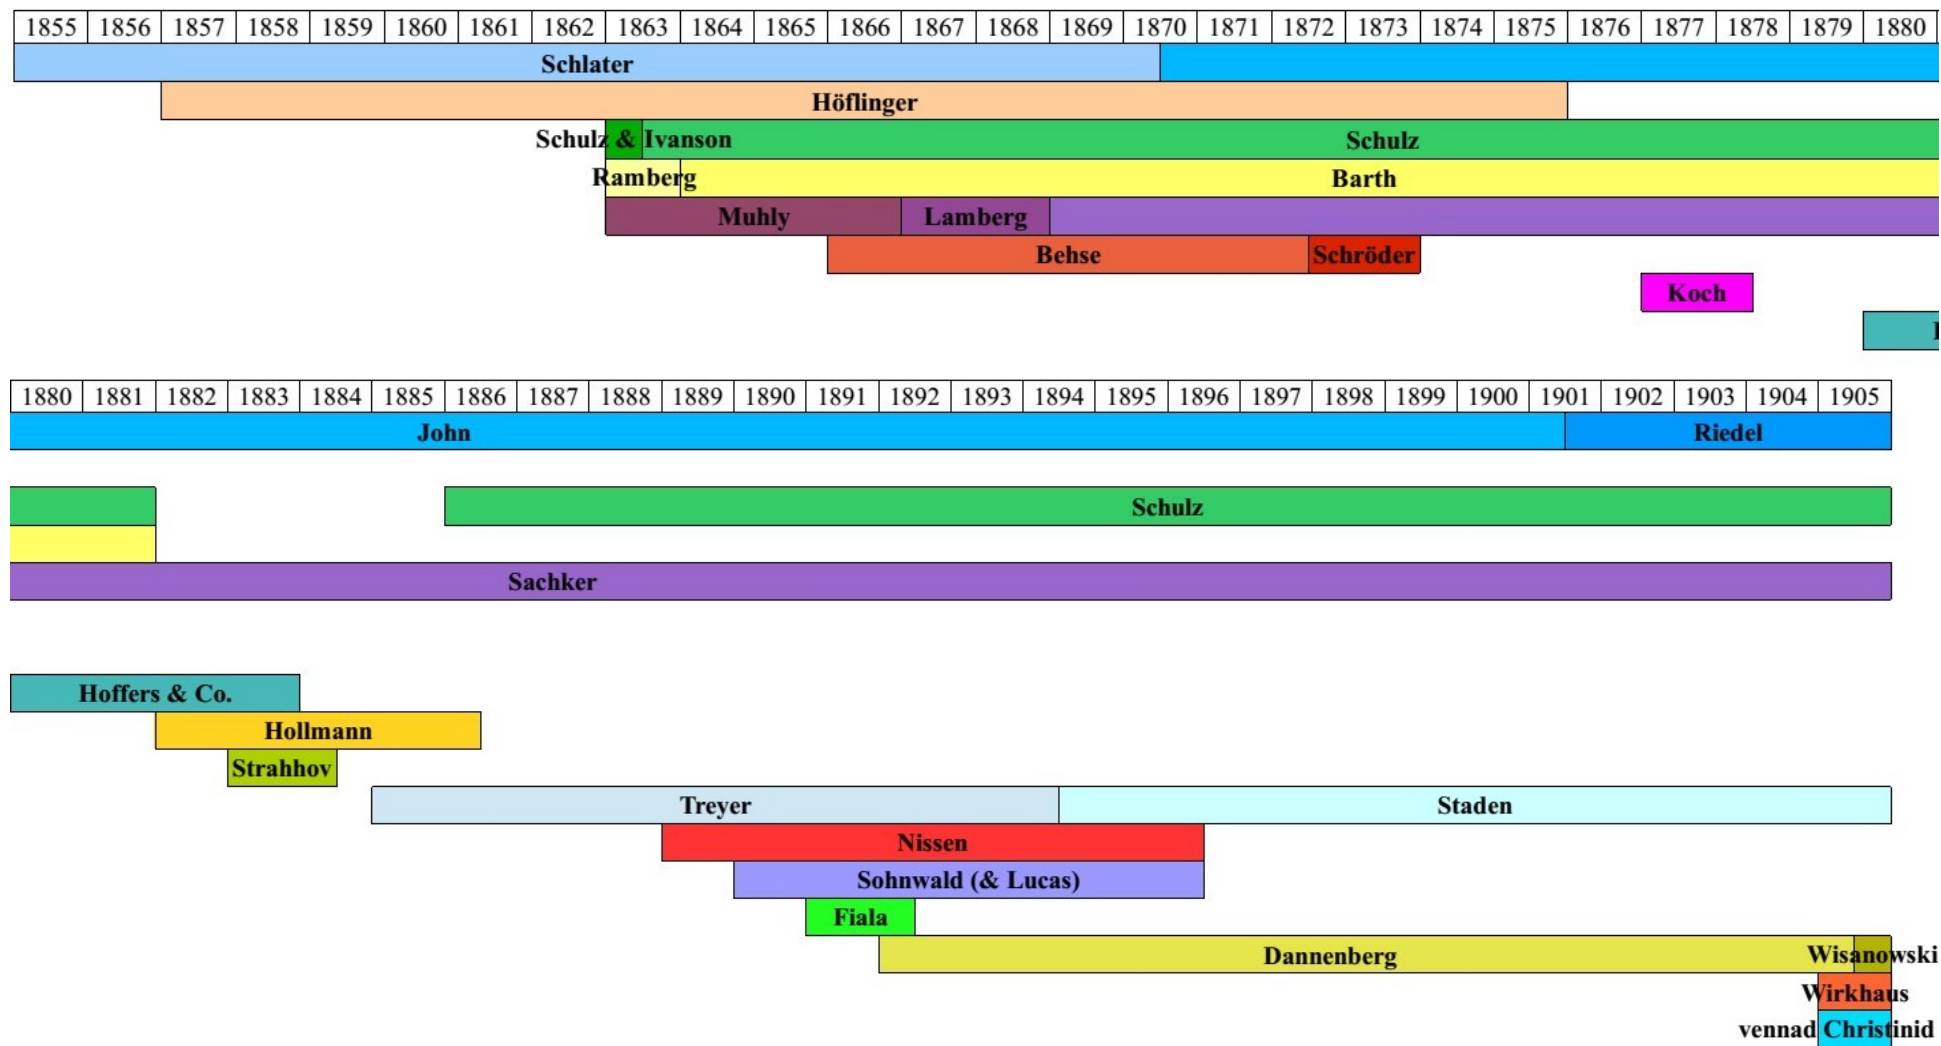 1855 1856 1857 1858 1859 1860 1861 1862 1863 1864 1865 1866 1867 1868 1869 1870 1871 1872 1873 1874 1875 1876 1877 1878 1879 1880
Schlater
Höflinger
Schulz & Ivanson Schulz
Ramberg Barth
Muhly Lamberg
Behse Schröder
Koch
1880 1881 1882 1883 1884 1885 1886 1887 1888 1889 1890 1891 1892 1893 1894 1895 1896 1897 1898 1899 1900 1901 1902 1903 1904 1905
John Riedel
Schulz
Sachker
Hoffers & Co.
Hollmann
Strahhov
Treyer Staden
Nissen
Sohnwald (& Lucas)
Fiala
Dannenberg Wisanowski
Wirkhaus
vennad Christinid